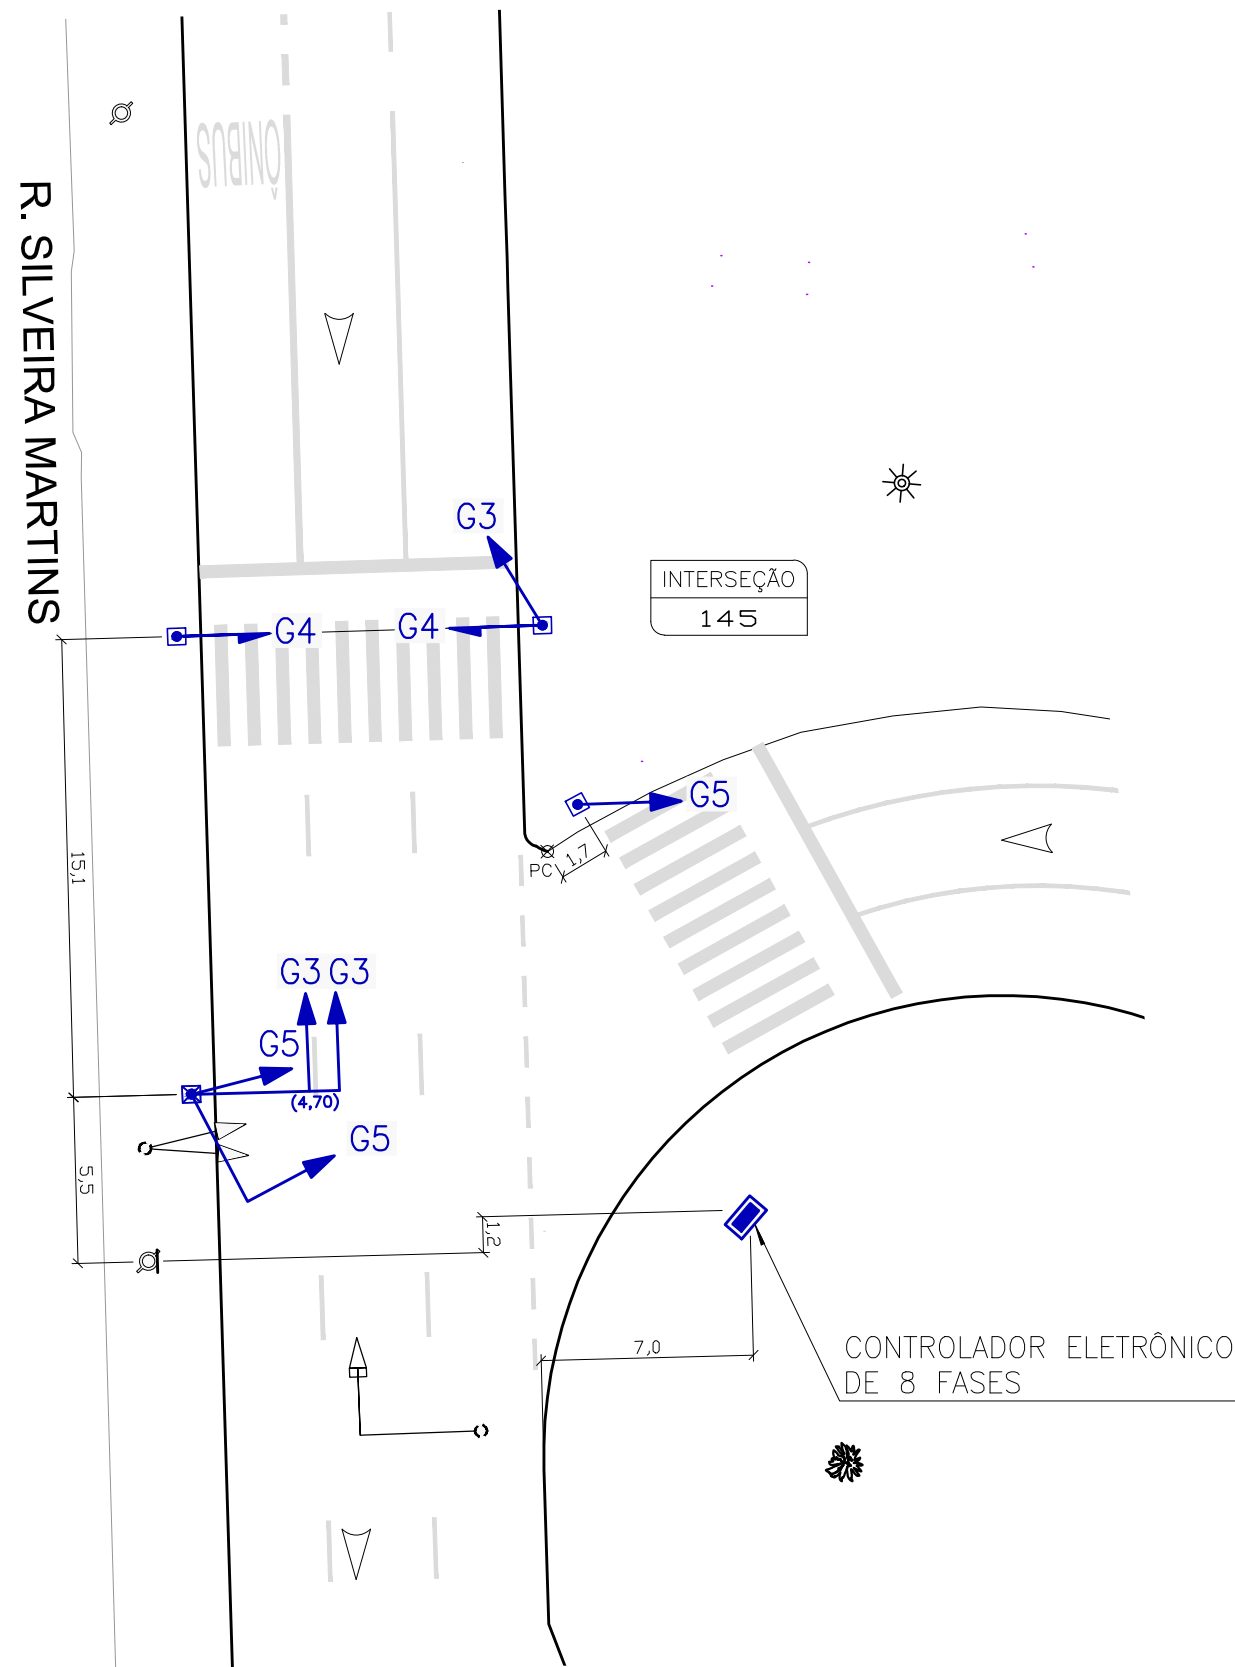 ÔNIBUS
R. SILVEIRA MARTINS
G3
INTERSEÇÃO
145
G4
G4
G5
15,1
1,7
PC
G3
G3
G5
(4,70)
G5
5,5
1,2
7,0
CONTROLADOR ELETRÔNICO
DE 8 FASES